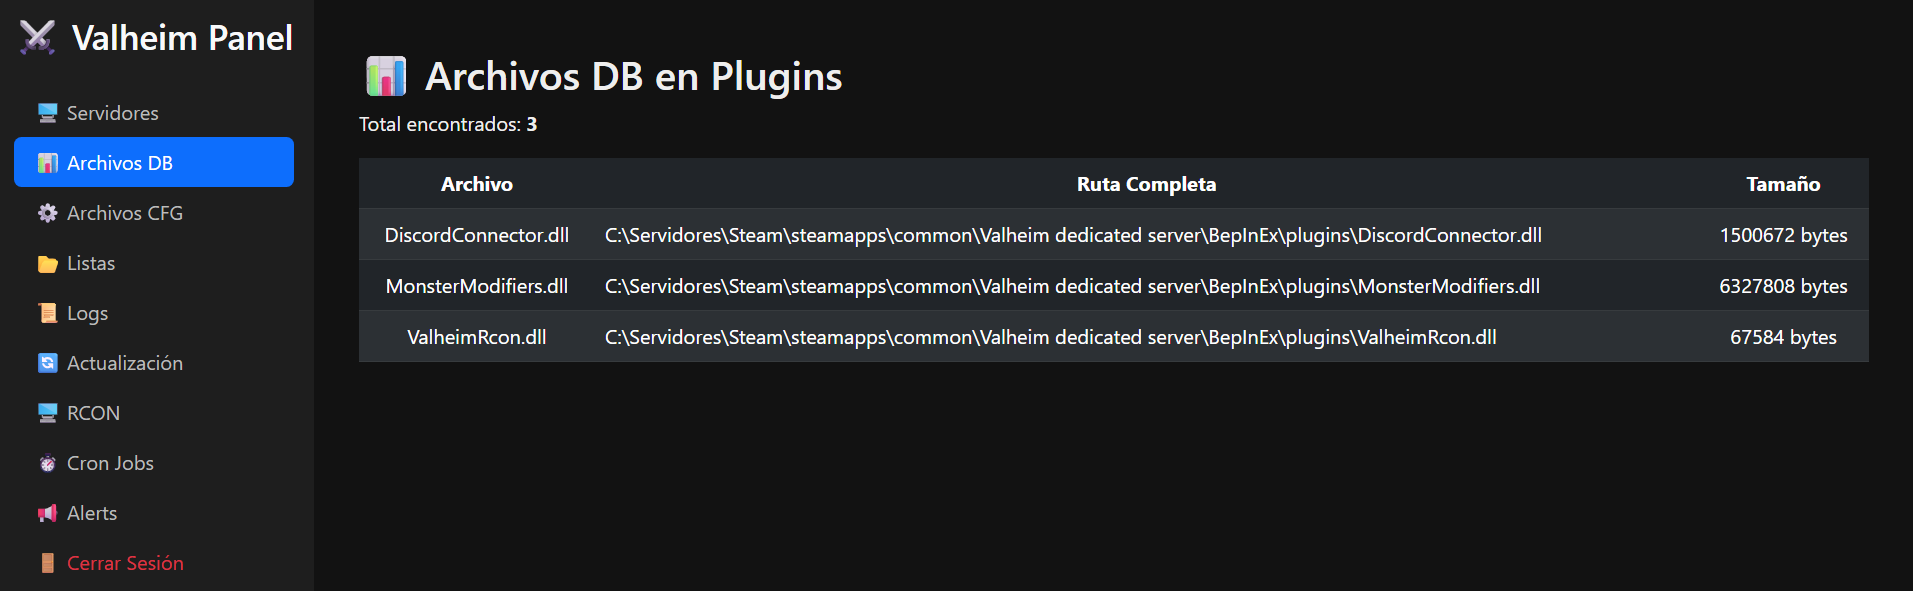 Valheim Panel
Servidores
Archivos DB
Archivos CFG
Listas
Logs
Actualización
RCON
Cron Jobs
Alerts
Cerrar Sesión
Archivos DB en Plugins
Total encontrados: 3
Archivo Ruta Completa Tamaño
DiscordConnector.dll C:\Servidores\Steam\steamapps\common\Valheim dedicated server\BepInEx\plugins\DiscordConnector.dll 1500672 bytes
MonsterModifiers.dll C:\Servidores\Steam\steamapps\common\Valheim dedicated server\BepInEx\plugins\MonsterModifiers.dll 6327808 bytes
ValheimRcon.dll C:\Servidores\Steam\steamapps\common\Valheim dedicated server\BepInEx\plugins\ValheimRcon.dll 67584 bytes